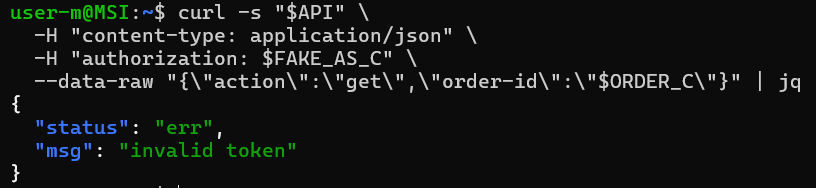 user-m@MSI:~$ curl -s "$API" \
  -H "content-type: application/json" \
  -H "authorization: $FAKE_AS_C" \
  --data-raw "{\"action\":\"get\",\"order-id\":\"$ORDER_C\"}" | jq
{
  "status": "err",
  "msg": "invalid token"
}